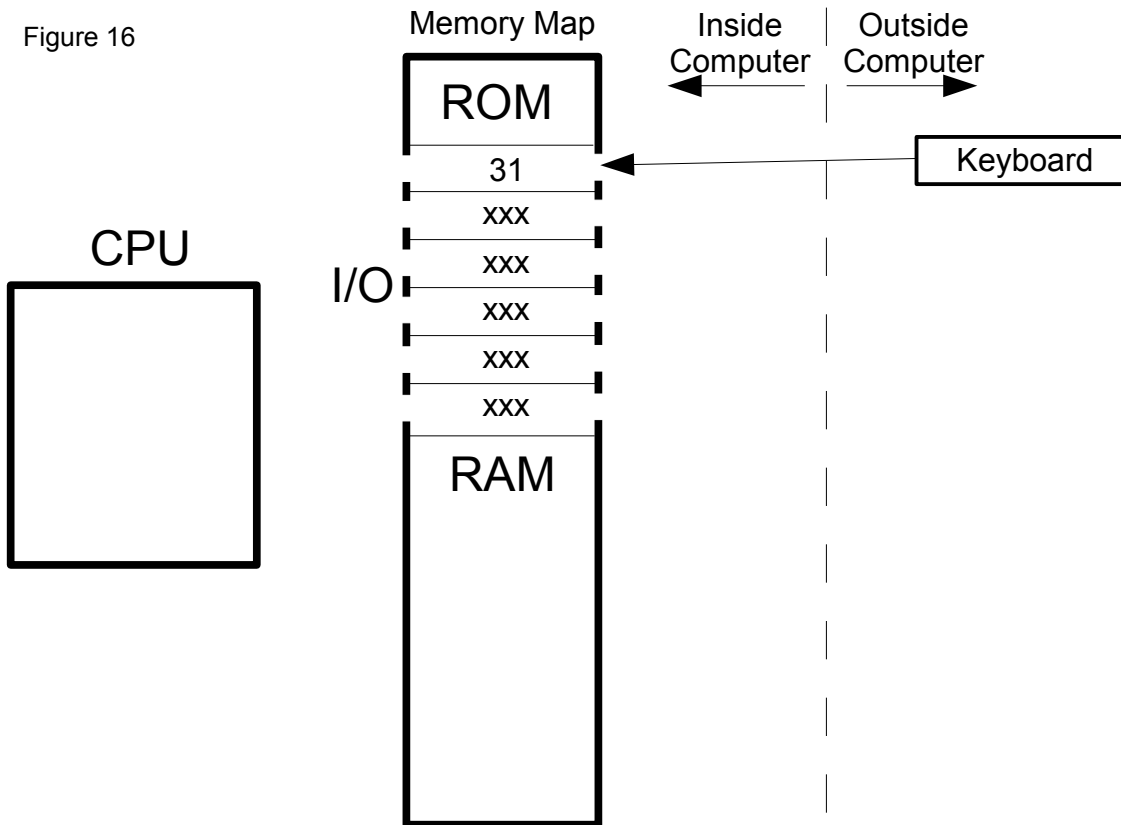 Figure 16
Memory Map
Inside
Computer
Outside
Computer
ROM
31
Keyboard
xxx
CPU
xxx
I/O
xxx
xxx
xxx
RAM